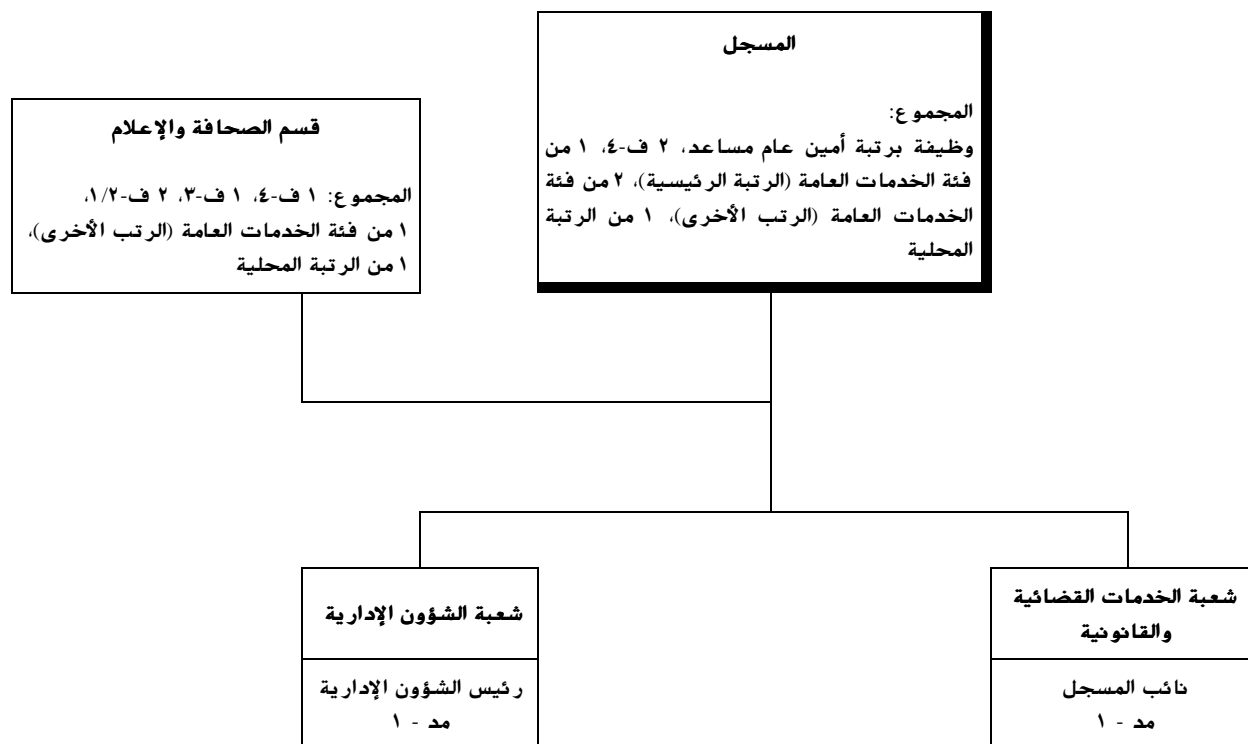 المسجل
المجموع:
وظيفة برتبة أمين عام مساعد، ٢ ف-٤، ١ من
فئة الخدمات العامة (الرتبة الرئيسية)، ٢ من فئة
الخدمات العامة (الرتب الأخرى)، ١ من الرتبة
المحلية
قسم الصحافة والإعلام
المجموع: ١ ف-٤، ١ ف-٣، ٢ ف-١/٢،
١ من فئة الخدمات العامة (الرتب الأخرى)،
١ من الرتبة المحلية
شعبة الخدمات القضائية
والقانونية
نائب المسجل
مد - ١
شعبة الشؤون الإدارية
رئيس الشؤون الإدارية
مد - ١